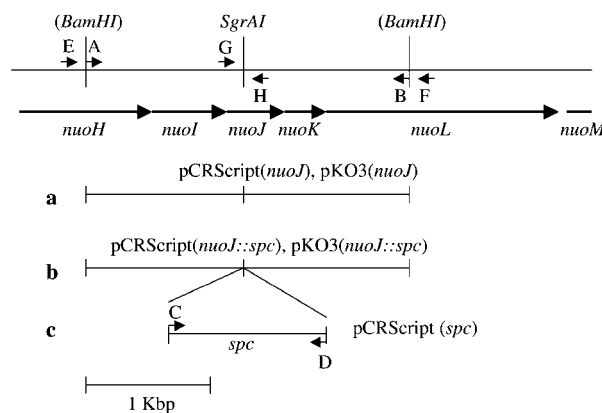 (BamHI) SgrAI (BamHI)
E A G
H B F
nuoH nuoI nuoJ nuoK nuoL nuoM
pCRScript(nuoJ), pKO3(nuoJ)
a
pCRScript(nuoJ::spc), pKO3(nuoJ::spc)
b
C
c spc pCRScript (spc)
D
1 Kbp